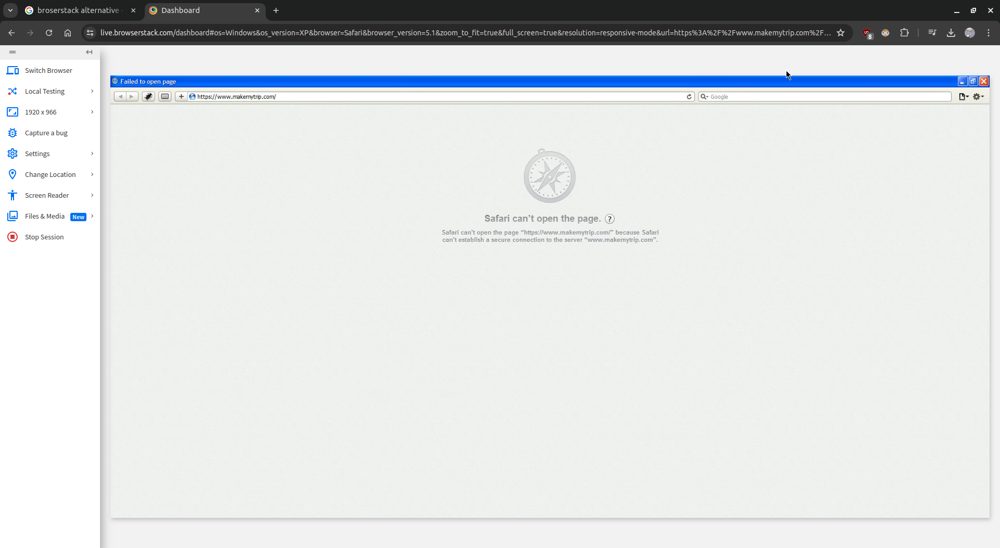 broserstack alternative
Dashboard
live.browserstack.com/dashboard#os=Windows&os_version=XP&browser=Safari&browser_version=5.1&zoom_to_fit=true&full_screen=true&resolution=responsive-mode&url=https%3A%2F%2Fwww.makemytrip.com%2F...
8
Switch Browser
Local Testing
1920 x 966
Capture a bug
Settings
Change Location
Screen Reader
Files & Media New
Stop Session
Failed to open page
https://www.makemytrip.com/
Google
Safari can’t open the page. ?
Safari can’t open the page “https://www.makemytrip.com/” because Safari
can’t establish a secure connection to the server “www.makemytrip.com”.